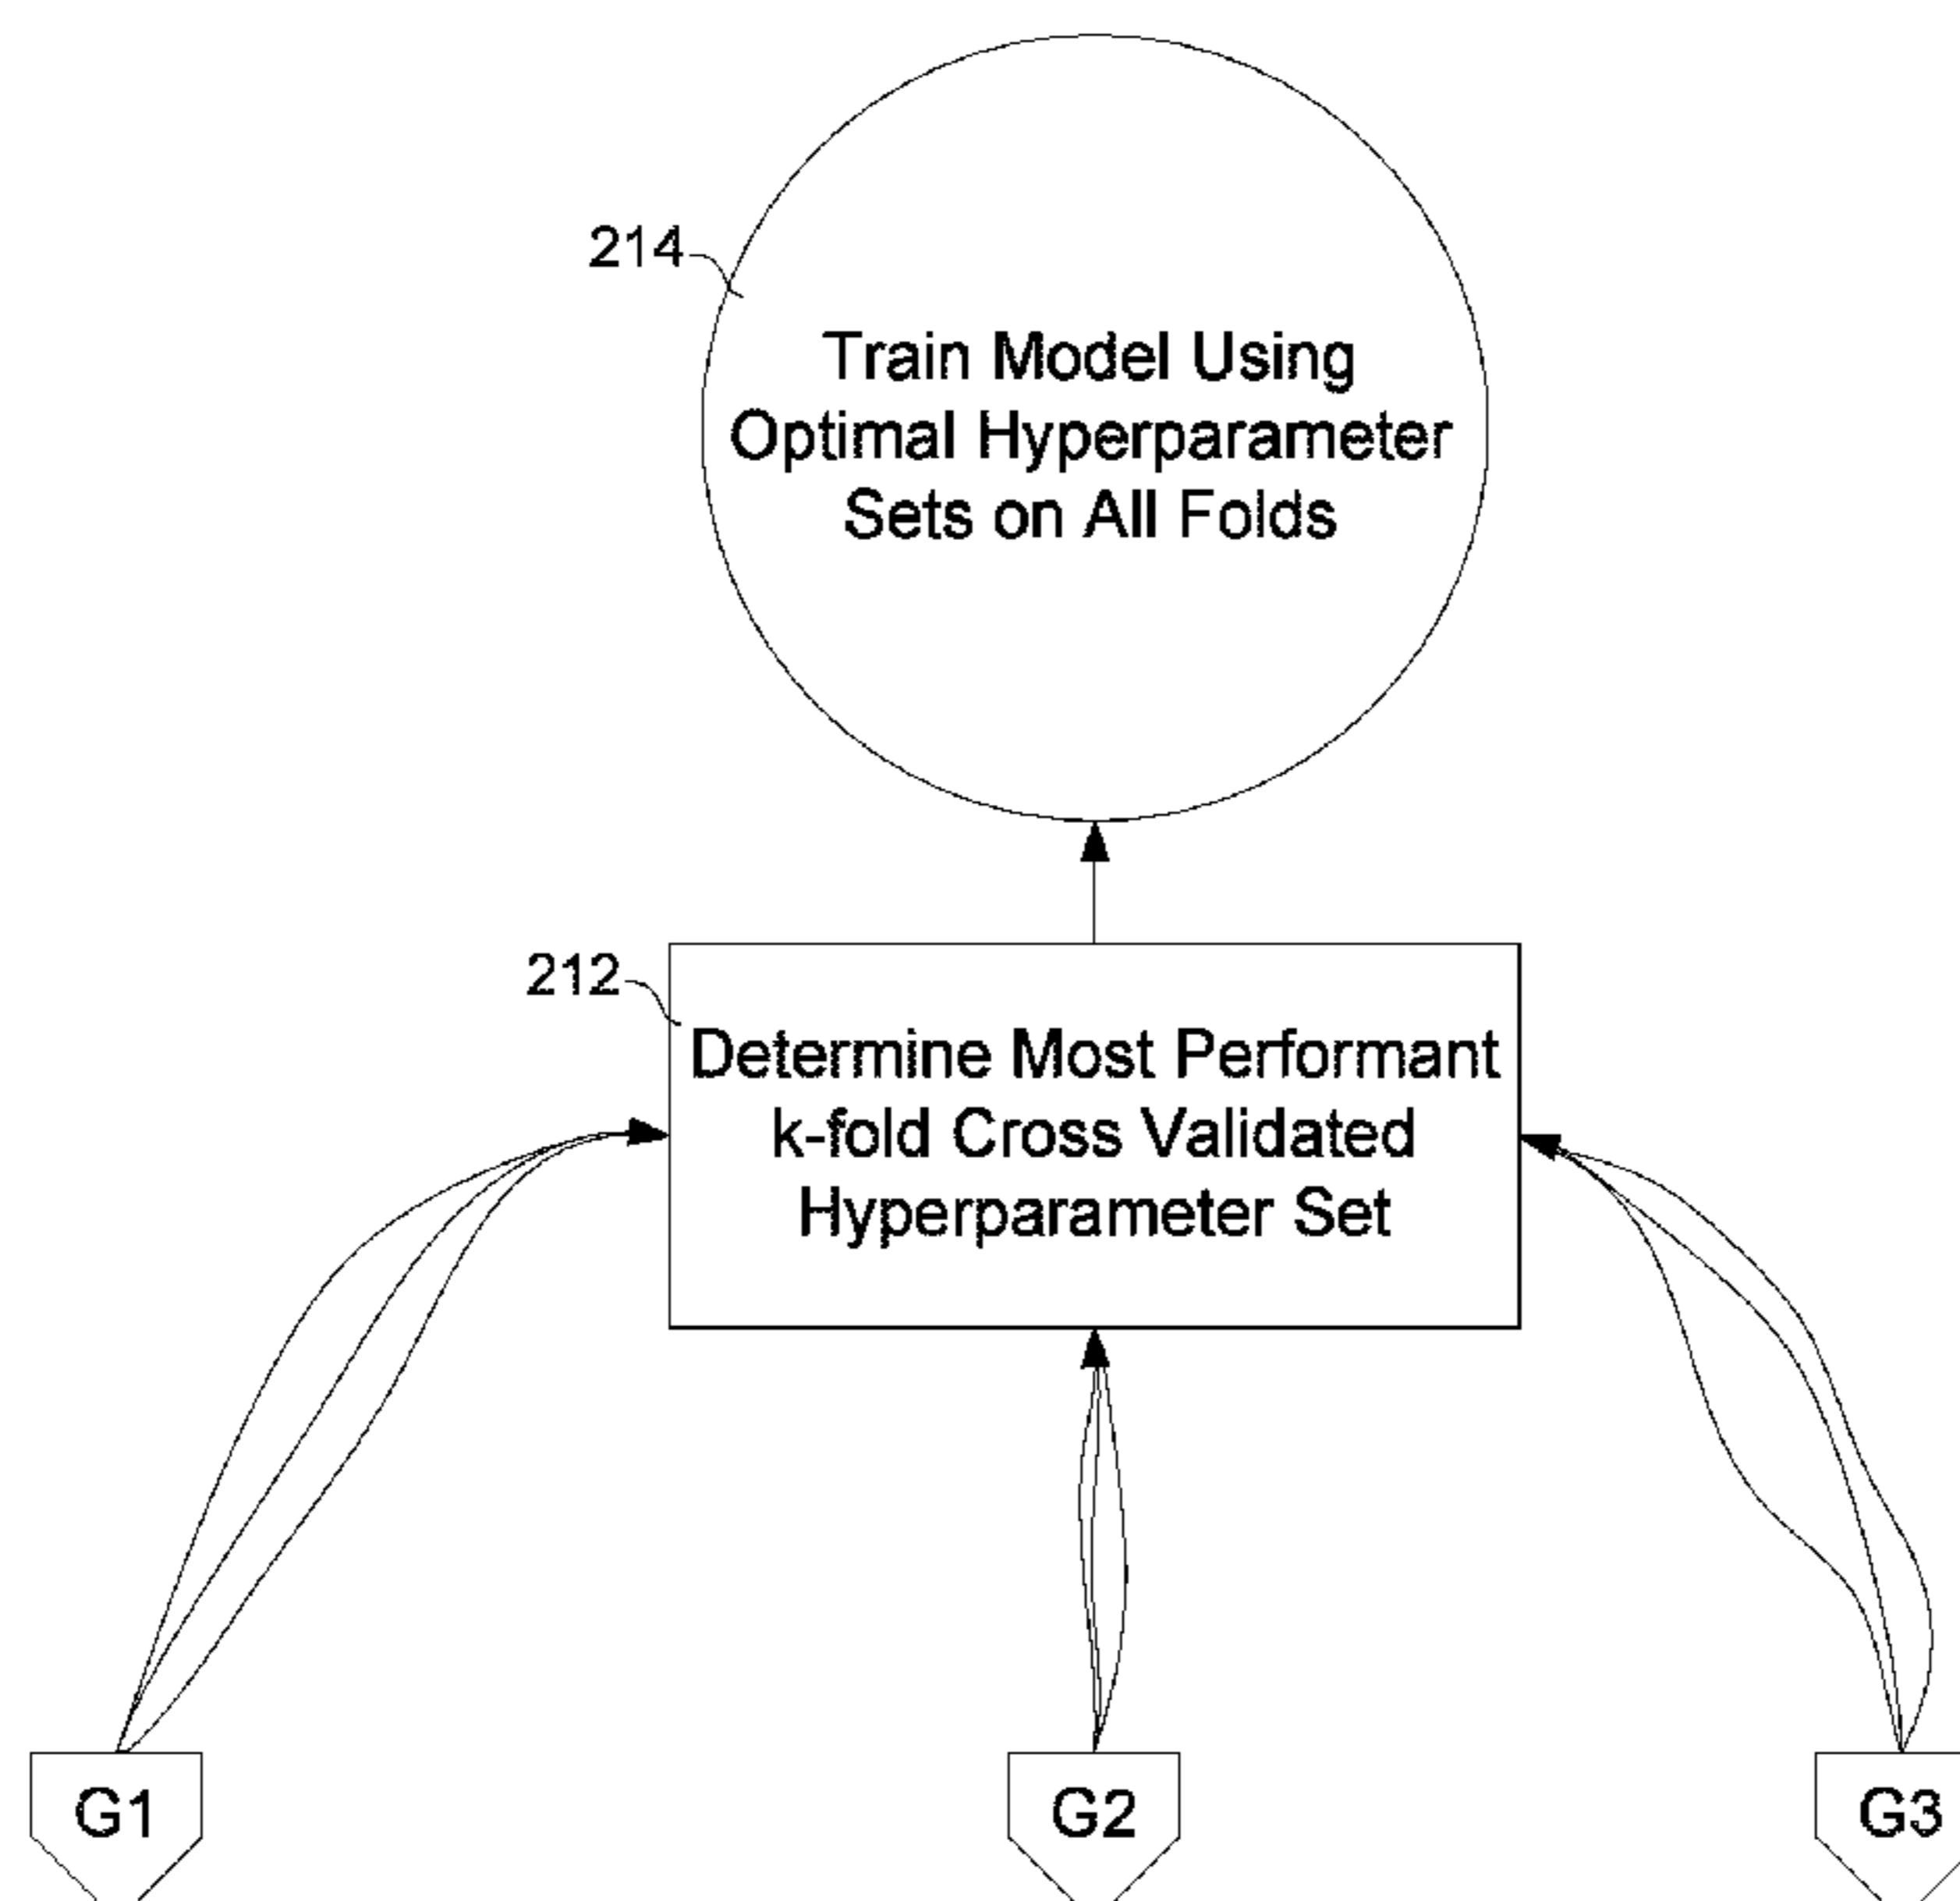 214
Train Model Using
Optimal Hyperparameter
Sets on All Folds
212
Determine Most Performant
k-fold Cross Validated
Hyperparameter Set
G1
G2
G3